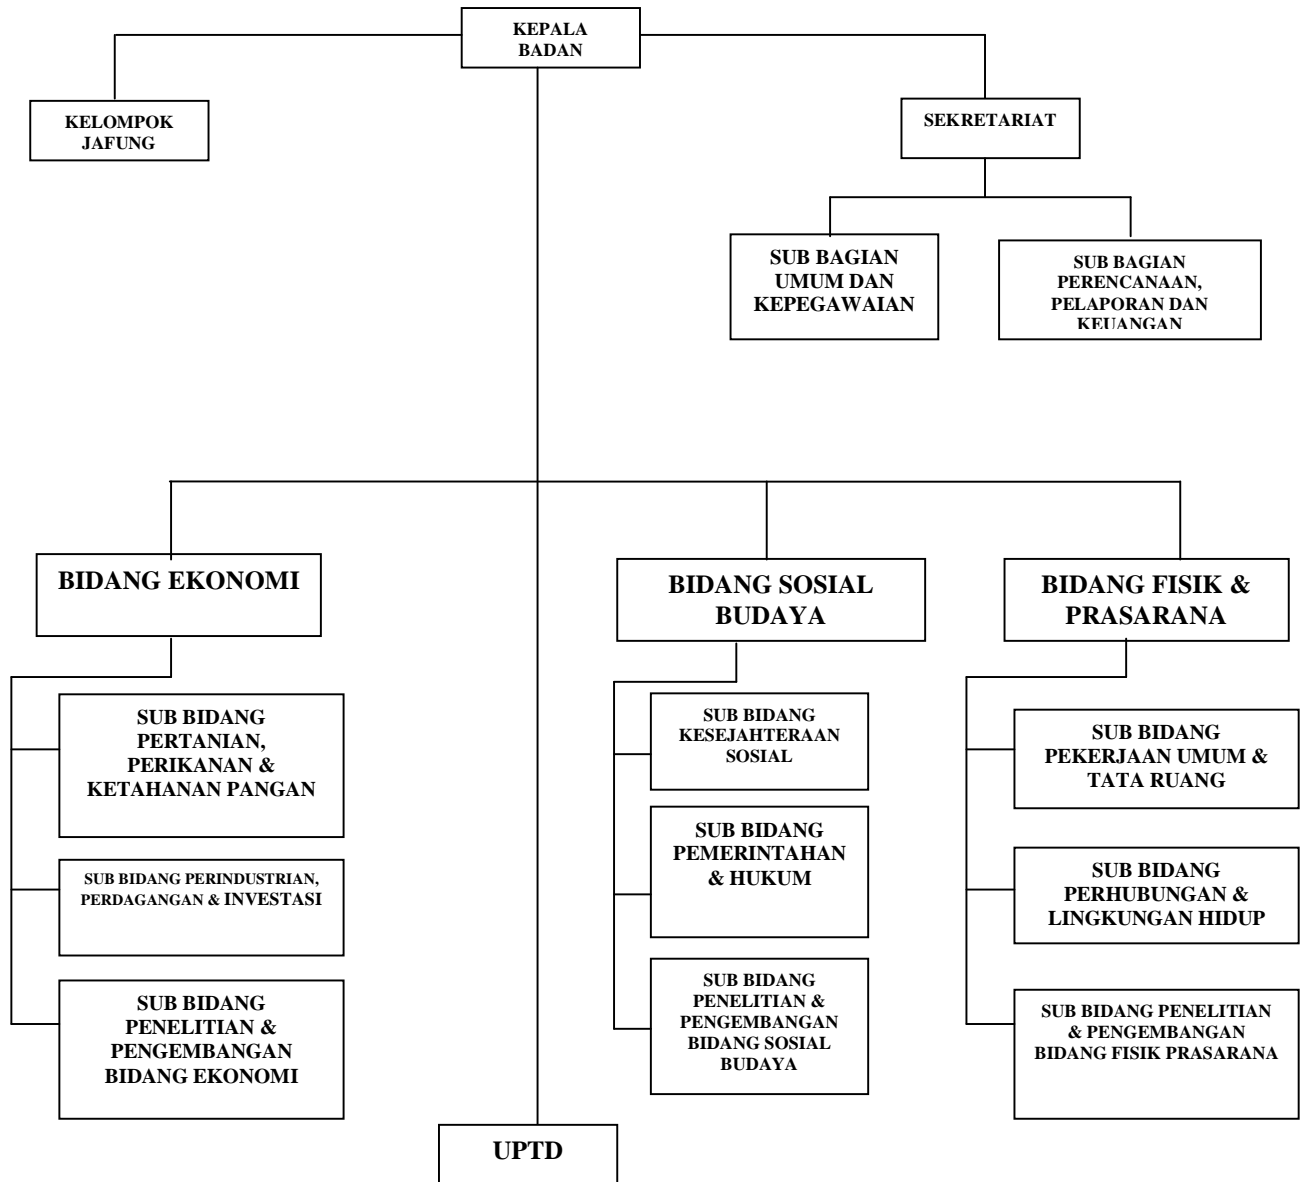 KEPALA
BADAN
KELOMPOK
JAFUNG
SEKRETARIAT
SUB BAGIAN
UMUM DAN
KEPEGAWAIAN
SUB BAGIAN
PERENCANAAN,
PELAPORAN DAN
KEUANGAN
BIDANG EKONOMI
BIDANG SOSIAL
BUDAYA
BIDANG FISIK &
PRASARANA
SUB BIDANG
PERTANIAN,
PERIKANAN &
KETAHANAN PANGAN
SUB BIDANG PERINDUSTRIAN,
PERDAGANGAN & INVESTASI
SUB BIDANG
PENELITIAN &
PENGEMBANGAN
BIDANG EKONOMI
SUB BIDANG
KESEJAHTERAAN
SOSIAL
SUB BIDANG
PEMERINTAHAN
& HUKUM
SUB BIDANG
PENELITIAN &
PENGEMBANGAN
BIDANG SOSIAL
BUDAYA
SUB BIDANG
PEKERJAAN UMUM &
TATA RUANG
SUB BIDANG
PERHUBUNGAN &
LINGKUNGAN HIDUP
SUB BIDANG PENELITIAN
& PENGEMBANGAN
BIDANG FISIK PRASARANA
UPTD